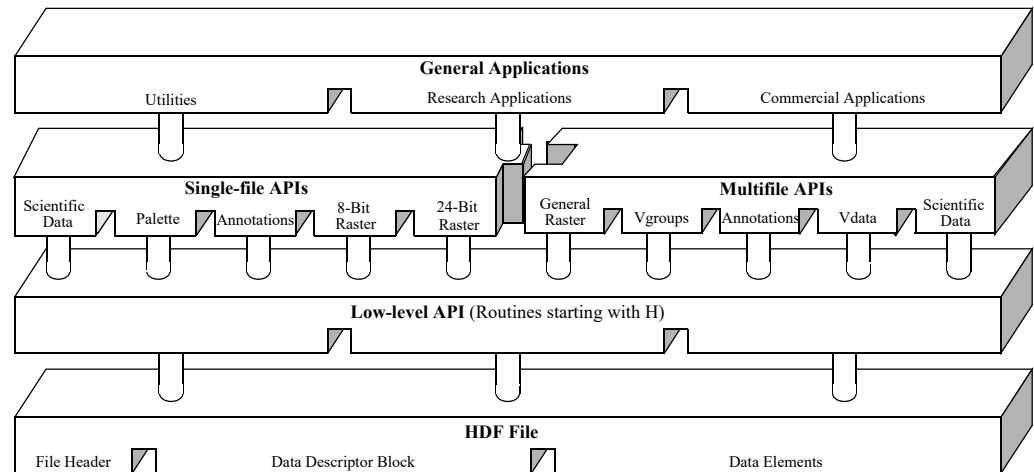 General Applications
Utilities
Research Applications
Commercial Applications
Single-file APIs
Scientific
Data
Palette
Annotations
8-Bit
Raster
24-Bit
Raster
Multifile APIs
General
Raster
Vgroups
Annotations
Vdata
Scientific
Data
Low-level API (Routines starting with H)
HDF File
File Header
Data Descriptor Block
Data Elements